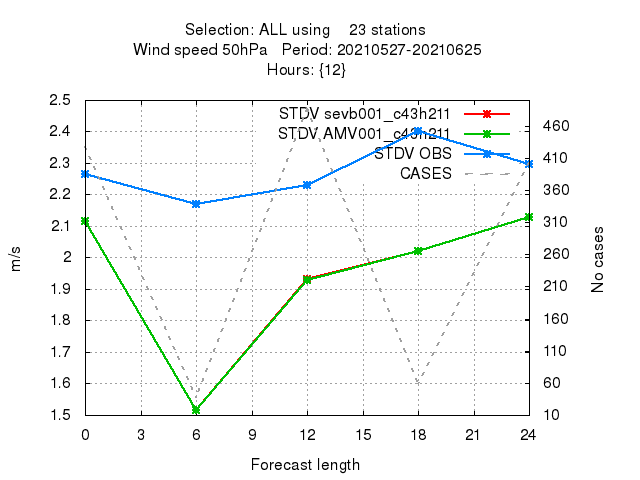 Selection: ALL using 23 stations
Wind speed 50hPa Period: 20210527-20210625
Hours: {12}
STDV sevb001_c43h211
STDV AMV001_c43h211
STDV OBS
CASES
2.5
2.4
2.3
2.2
2.1
2
1.9
1.8
1.7
1.6
1.5
460
410
360
310
260
210
160
110
60
10
m/s
No cases
0 3 6 9 12 15 18 21 24
Forecast length